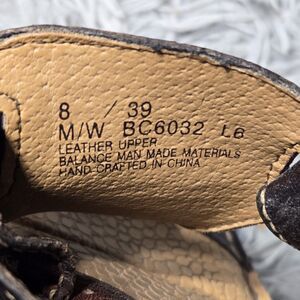 8 / 39
M/W BC6032 L6
LEATHER UPPER
BALANCE MAN MADE MATERIALS
HAND CRAFTED IN CHINA